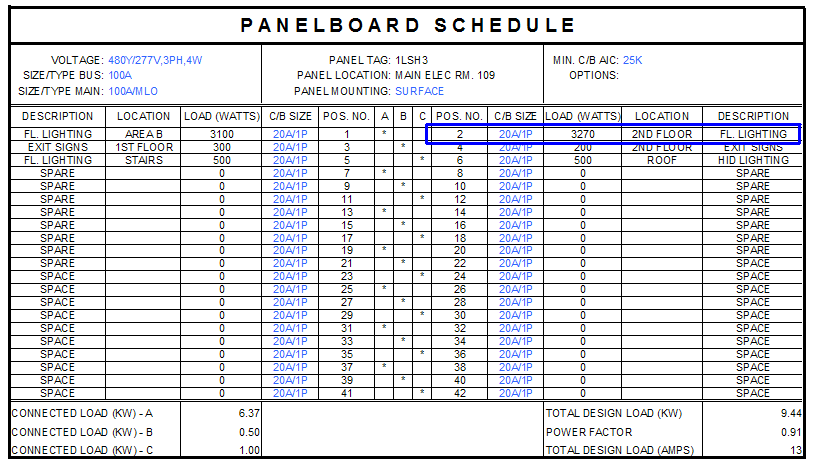 PANELBOARD SCHEDULE
VOLTAGE: 480Y/277V,3PH,4W PANEL TAG: 1LSH3 MIN. C/B AIC: 25K
SIZE/TYPE BUS: 100A PANEL LOCATION: MAIN ELEC RM. 109 OPTIONS:
SIZE/TYPE MAIN: 100A/MLO PANEL MOUNTING: SURFACE
DESCRIPTION LOCATION LOAD (WATTS) C/B SIZE POS. NO. A B C POS. NO. C/B SIZE LOAD (WATTS) LOCATION DESCRIPTION
FL. LIGHTING AREA B 3100 20A/1P 1 * 2 20A/1P 3270 2ND FLOOR FL. LIGHTING
EXIT SIGNS 1ST FLOOR 300 20A/1P 3 * 4 20A/1P 200 2ND FLOOR EXIT SIGNS
FL. LIGHTING STAIRS 500 20A/1P 5 * 6 20A/1P 500 ROOF HID LIGHTING
SPARE 0 20A/1P 7 * 8 20A/1P 0 SPARE
SPARE 0 20A/1P 9 * 10 20A/1P 0 SPARE
SPARE 0 20A/1P 11 * 12 20A/1P 0 SPARE
SPARE 0 20A/1P 13 * 14 20A/1P 0 SPARE
SPARE 0 20A/1P 15 * 16 20A/1P 0 SPARE
SPARE 0 20A/1P 17 * 18 20A/1P 0 SPARE
SPARE 0 20A/1P 19 * 20 20A/1P 0 SPARE
SPACE 0 20A/1P 21 * 22 20A/1P 0 SPACE
SPACE 0 20A/1P 23 * 24 20A/1P 0 SPACE
SPACE 0 20A/1P 25 * 26 20A/1P 0 SPACE
SPACE 0 20A/1P 27 * 28 20A/1P 0 SPACE
SPACE 0 20A/1P 29 * 30 20A/1P 0 SPACE
SPACE 0 20A/1P 31 * 32 20A/1P 0 SPACE
SPACE 0 20A/1P 33 * 34 20A/1P 0 SPACE
SPACE 0 20A/1P 35 * 36 20A/1P 0 SPACE
SPACE 0 20A/1P 37 * 38 20A/1P 0 SPACE
SPACE 0 20A/1P 39 * 40 20A/1P 0 SPACE
SPACE 0 20A/1P 41 * 42 20A/1P 0 SPACE
CONNECTED LOAD (KW) - A 6.37 TOTAL DESIGN LOAD (KW) 9.44
CONNECTED LOAD (KW) - B 0.50 POWER FACTOR 0.91
CONNECTED LOAD (KW) - C 1.00 TOTAL DESIGN LOAD (AMPS) 13